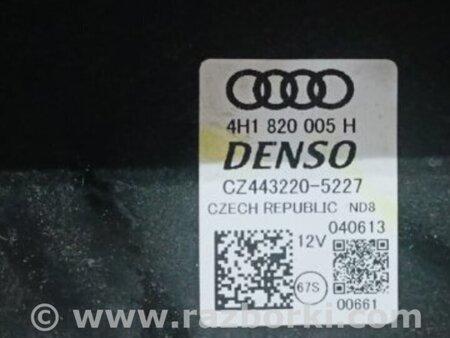 4H1 820 005 H
DENSO
CZ443220-5227
CZECH REPUBLIC ND8
040613
12V
67S
00661
© www.razborki.com